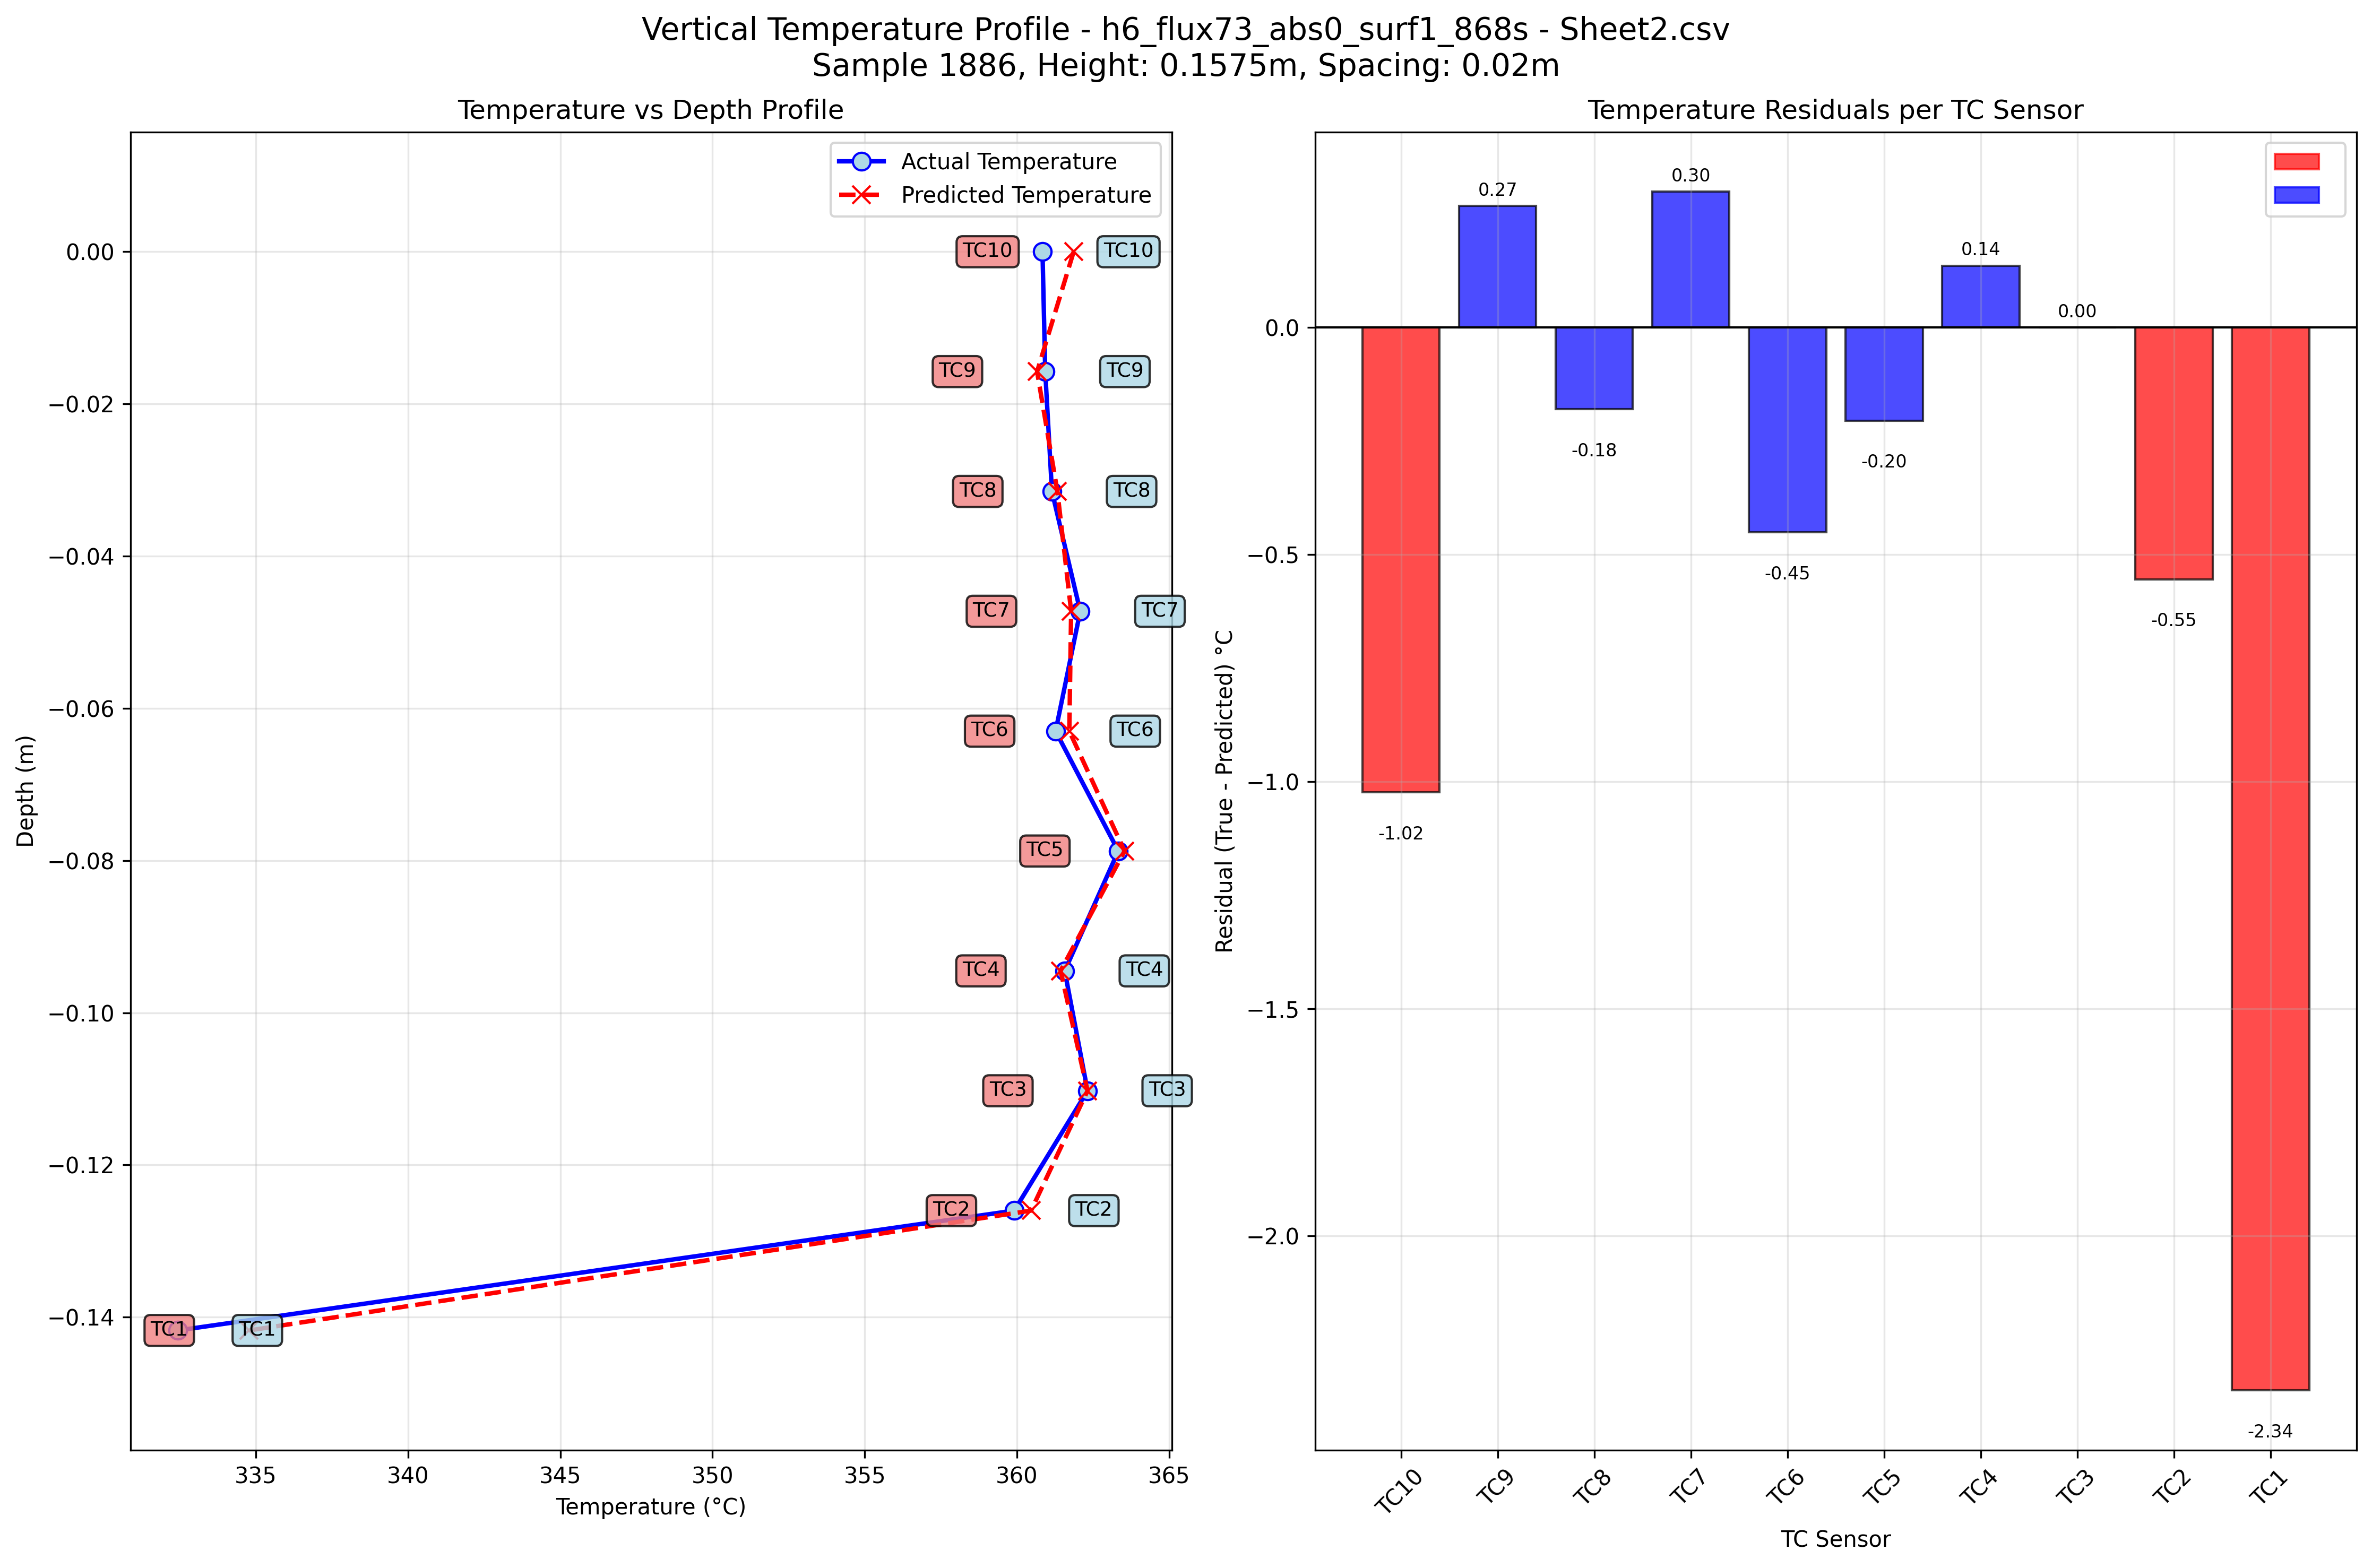 Vertical Temperature Profile - h6_flux73_abs0_surf1_868s - Sheet2.csv
Sample 1886, Height: 0.1575m, Spacing: 0.02m
Temperature vs Depth Profile
Actual Temperature
Predicted Temperature
0.00
−0.02
−0.04
−0.06
−0.08
−0.10
−0.12
−0.14
Depth (m)
TC10 TC10
TC9 TC9
TC8 TC8
TC7 TC7
TC6 TC6
TC5
TC4 TC4
TC3 TC3
TC2 TC2
TC1 TC1
335 340 345 350 355 360 365
Temperature (°C)
Temperature Residuals per TC Sensor
0.0
−0.5
−1.0
−1.5
−2.0
Residual (True - Predicted) °C
-1.02
0.27
-0.18
0.30
-0.45
-0.20
0.14
0.00
-0.55
-2.34
TC10 TC9 TC8 TC7 TC6 TC5 TC4 TC3 TC2 TC1
TC Sensor